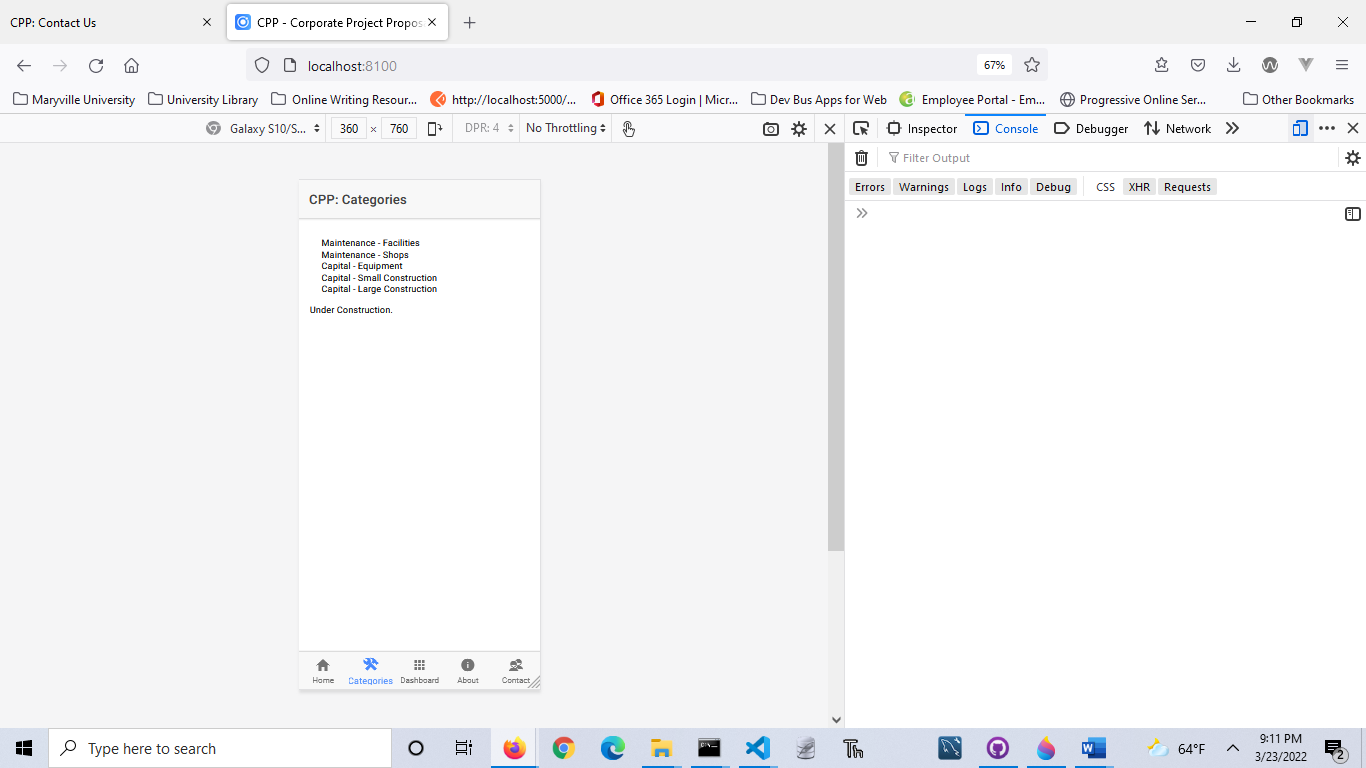 CPP: Contact Us
CPP - Corporate Project Propos
localhost:8100
67%
Maryville University
University Library
Online Writing Resour...
http://localhost:5000/...
Office 365 Login | Micr...
Dev Bus Apps for Web
Employee Portal - Em...
Progressive Online Ser...
Other Bookmarks
Galaxy S10/S...
360 × 760
DPR: 4
No Throttling
Inspector
Console
Debugger
Network
Filter Output
Errors
Warnings
Logs
Info
Debug
CSS
XHR
Requests
CPP: Categories
Maintenance - Facilities
Maintenance - Shops
Capital - Equipment
Capital - Small Construction
Capital - Large Construction
Under Construction.
Home
Categories
Dashboard
About
Contact
Type here to search
64°F
9:11 PM
3/23/2022
2